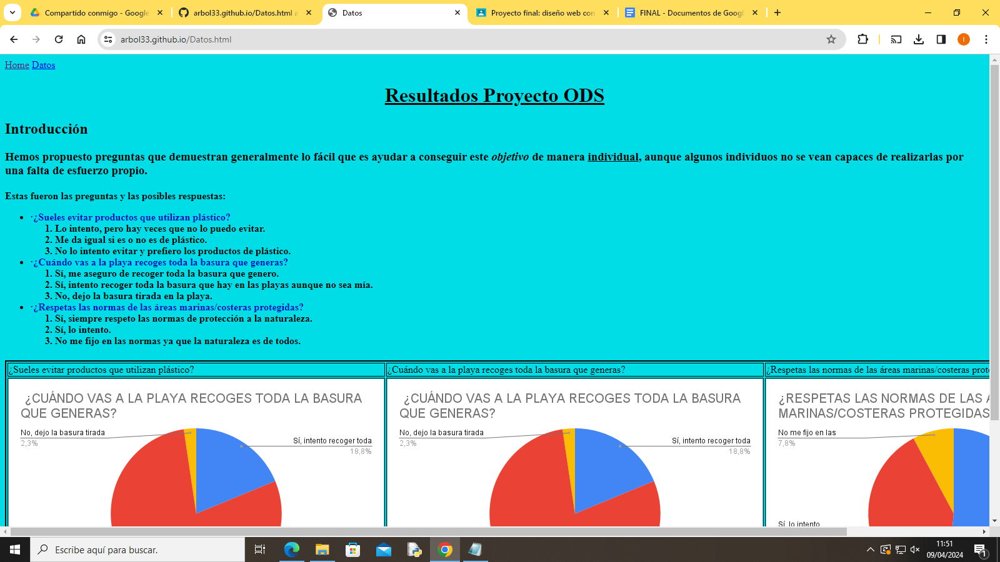 Compartido conmigo - Google
arbol33.github.io/Datos.html a
Datos
Proyecto final: diseño web con
FINAL - Documentos de Googl
arbol33.github.io/Datos.html
I
Home Datos
Resultados Proyecto ODS
Introducción
Hemos propuesto preguntas que demuestran generalmente lo fácil que es ayudar a conseguir este objetivo de manera individual, aunque algunos individuos no se vean capaces de realizarlas por
una falta de esfuerzo propio.
Estas fueron las preguntas y las posibles respuestas:
• ·¿Sueles evitar productos que utilizan plástico?
1. Lo intento, pero hay veces que no lo puedo evitar.
2. Me da igual si es o no es de plástico.
3. No lo intento evitar y prefiero los productos de plástico.
• ·¿Cuándo vas a la playa recoges toda la basura que generas?
1. Sí, me aseguro de recoger toda la basura que genero.
2. Sí, intento recoger toda la basura que hay en las playas aunque no sea mía.
3. No, dejo la basura tirada en la playa.
• ·¿Respetas las normas de las áreas marinas/costeras protegidas?
1. Sí, siempre respeto las normas de protección a la naturaleza.
2. Sí, lo intento.
3. No me fijo en las normas ya que la naturaleza es de todos.
¿Sueles evitar productos que utilizan plástico?
¿Cuándo vas a la playa recoges toda la basura que generas?
¿Respetas las normas de las áreas marinas/costeras prote
¿CUÁNDO VAS A LA PLAYA RECOGES TODA LA BASURA
QUE GENERAS?
No, dejo la basura tirada
2,3%
Sí, intento recoger toda
18,8%
¿CUÁNDO VAS A LA PLAYA RECOGES TODA LA BASURA
QUE GENERAS?
No, dejo la basura tirada
2,3%
Sí, intento recoger toda
18,8%
¿RESPETAS LAS NORMAS DE LAS Á
MARINAS/COSTERAS PROTEGIDAS
No me fijo en las
7,8%
Sí, lo intento
Escribe aquí para buscar.
11:51
09/04/2024
1